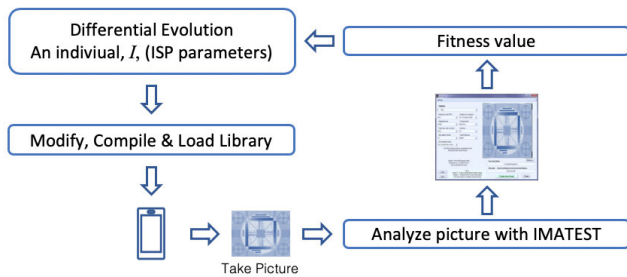 Differential Evolution
An indiviual, I, (ISP parameters)
Fitness value
Modify, Compile & Load Library
Take Picture
Analyze picture with IMATEST